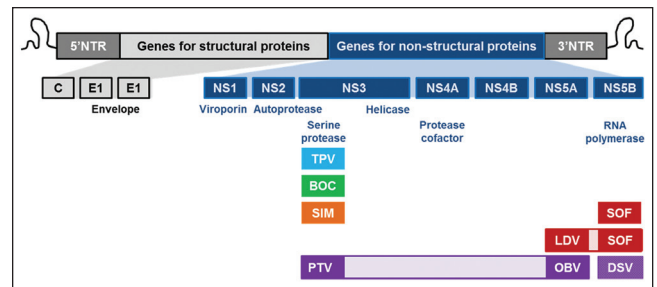 5'NTR Genes for structural proteins Genes for non-structural proteins 3'NTR
C E1 E1 NS1 NS2 NS3 NS4A NS4B NS5A NS5B
Envelope Viroporin Autoprotease Helicase
Serine protease Protease cofactor RNA polymerase
TPV
BOC
SIM SOF
LDV SOF
PTV OBV DSV